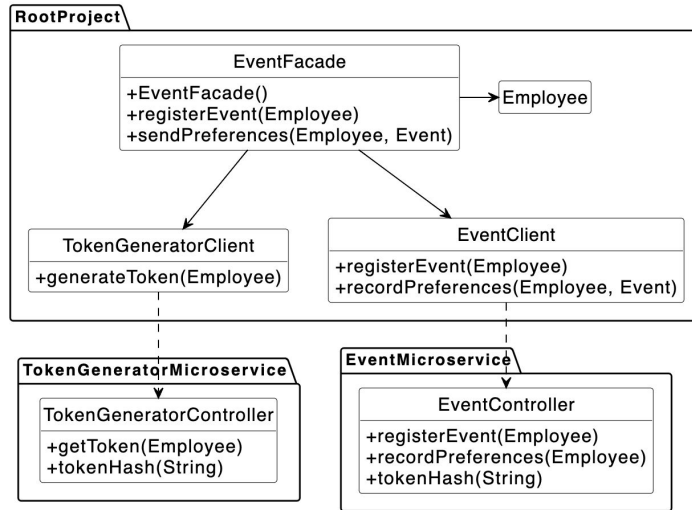 RootProject
EventFacade
+EventFacade()
+registerEvent(Employee)
+sendPreferences(Employee, Event)
Employee
TokenGeneratorClient
+generateToken(Employee)
EventClient
+registerEvent(Employee)
+recordPreferences(Employee, Event)
TokenGeneratorMicroservice
TokenGeneratorController
+getToken(Employee)
+tokenHash(String)
EventMicroservice
EventController
+registerEvent(Employee)
+recordPreferences(Employee)
+tokenHash(String)